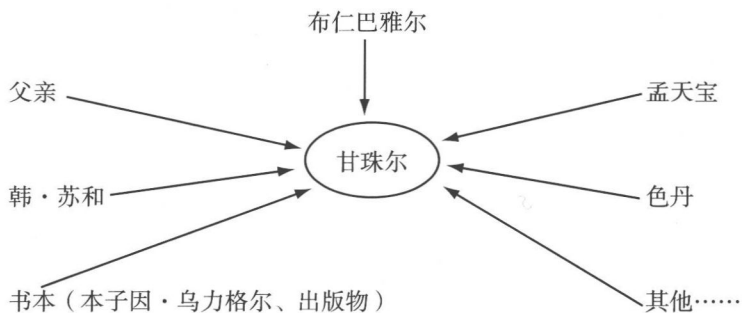 布仁巴雅尔
父亲
孟天宝
甘珠尔
韩·苏和
色丹
书本（本子因·乌力格尔、出版物）
其他……